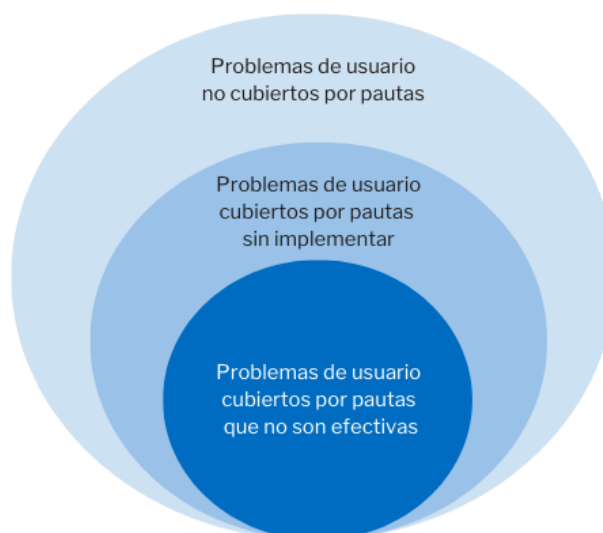 Problemas de usuario
no cubiertos por pautas
Problemas de usuario
cubiertos por pautas
sin implementar
Problemas de usuario
cubiertos por pautas
que no son efectivas